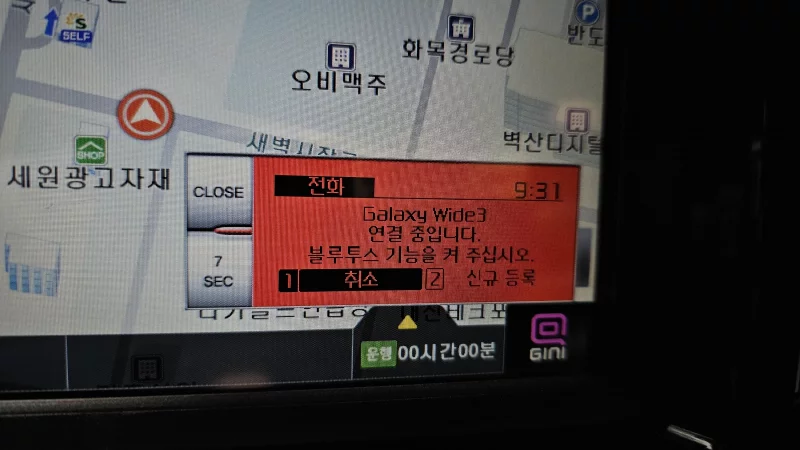 SELF
P
화목경로당
반도
오비맥주
SHOP
세원광고자재
새벽시장
벽산디지털
CLOSE
7
SEC
전화
9:31
Galaxy Wide3
연결 중입니다.
블루투스 기능을 켜 주십시오.
1 취소 2 신규 등록
운행 00시간00분
GINI